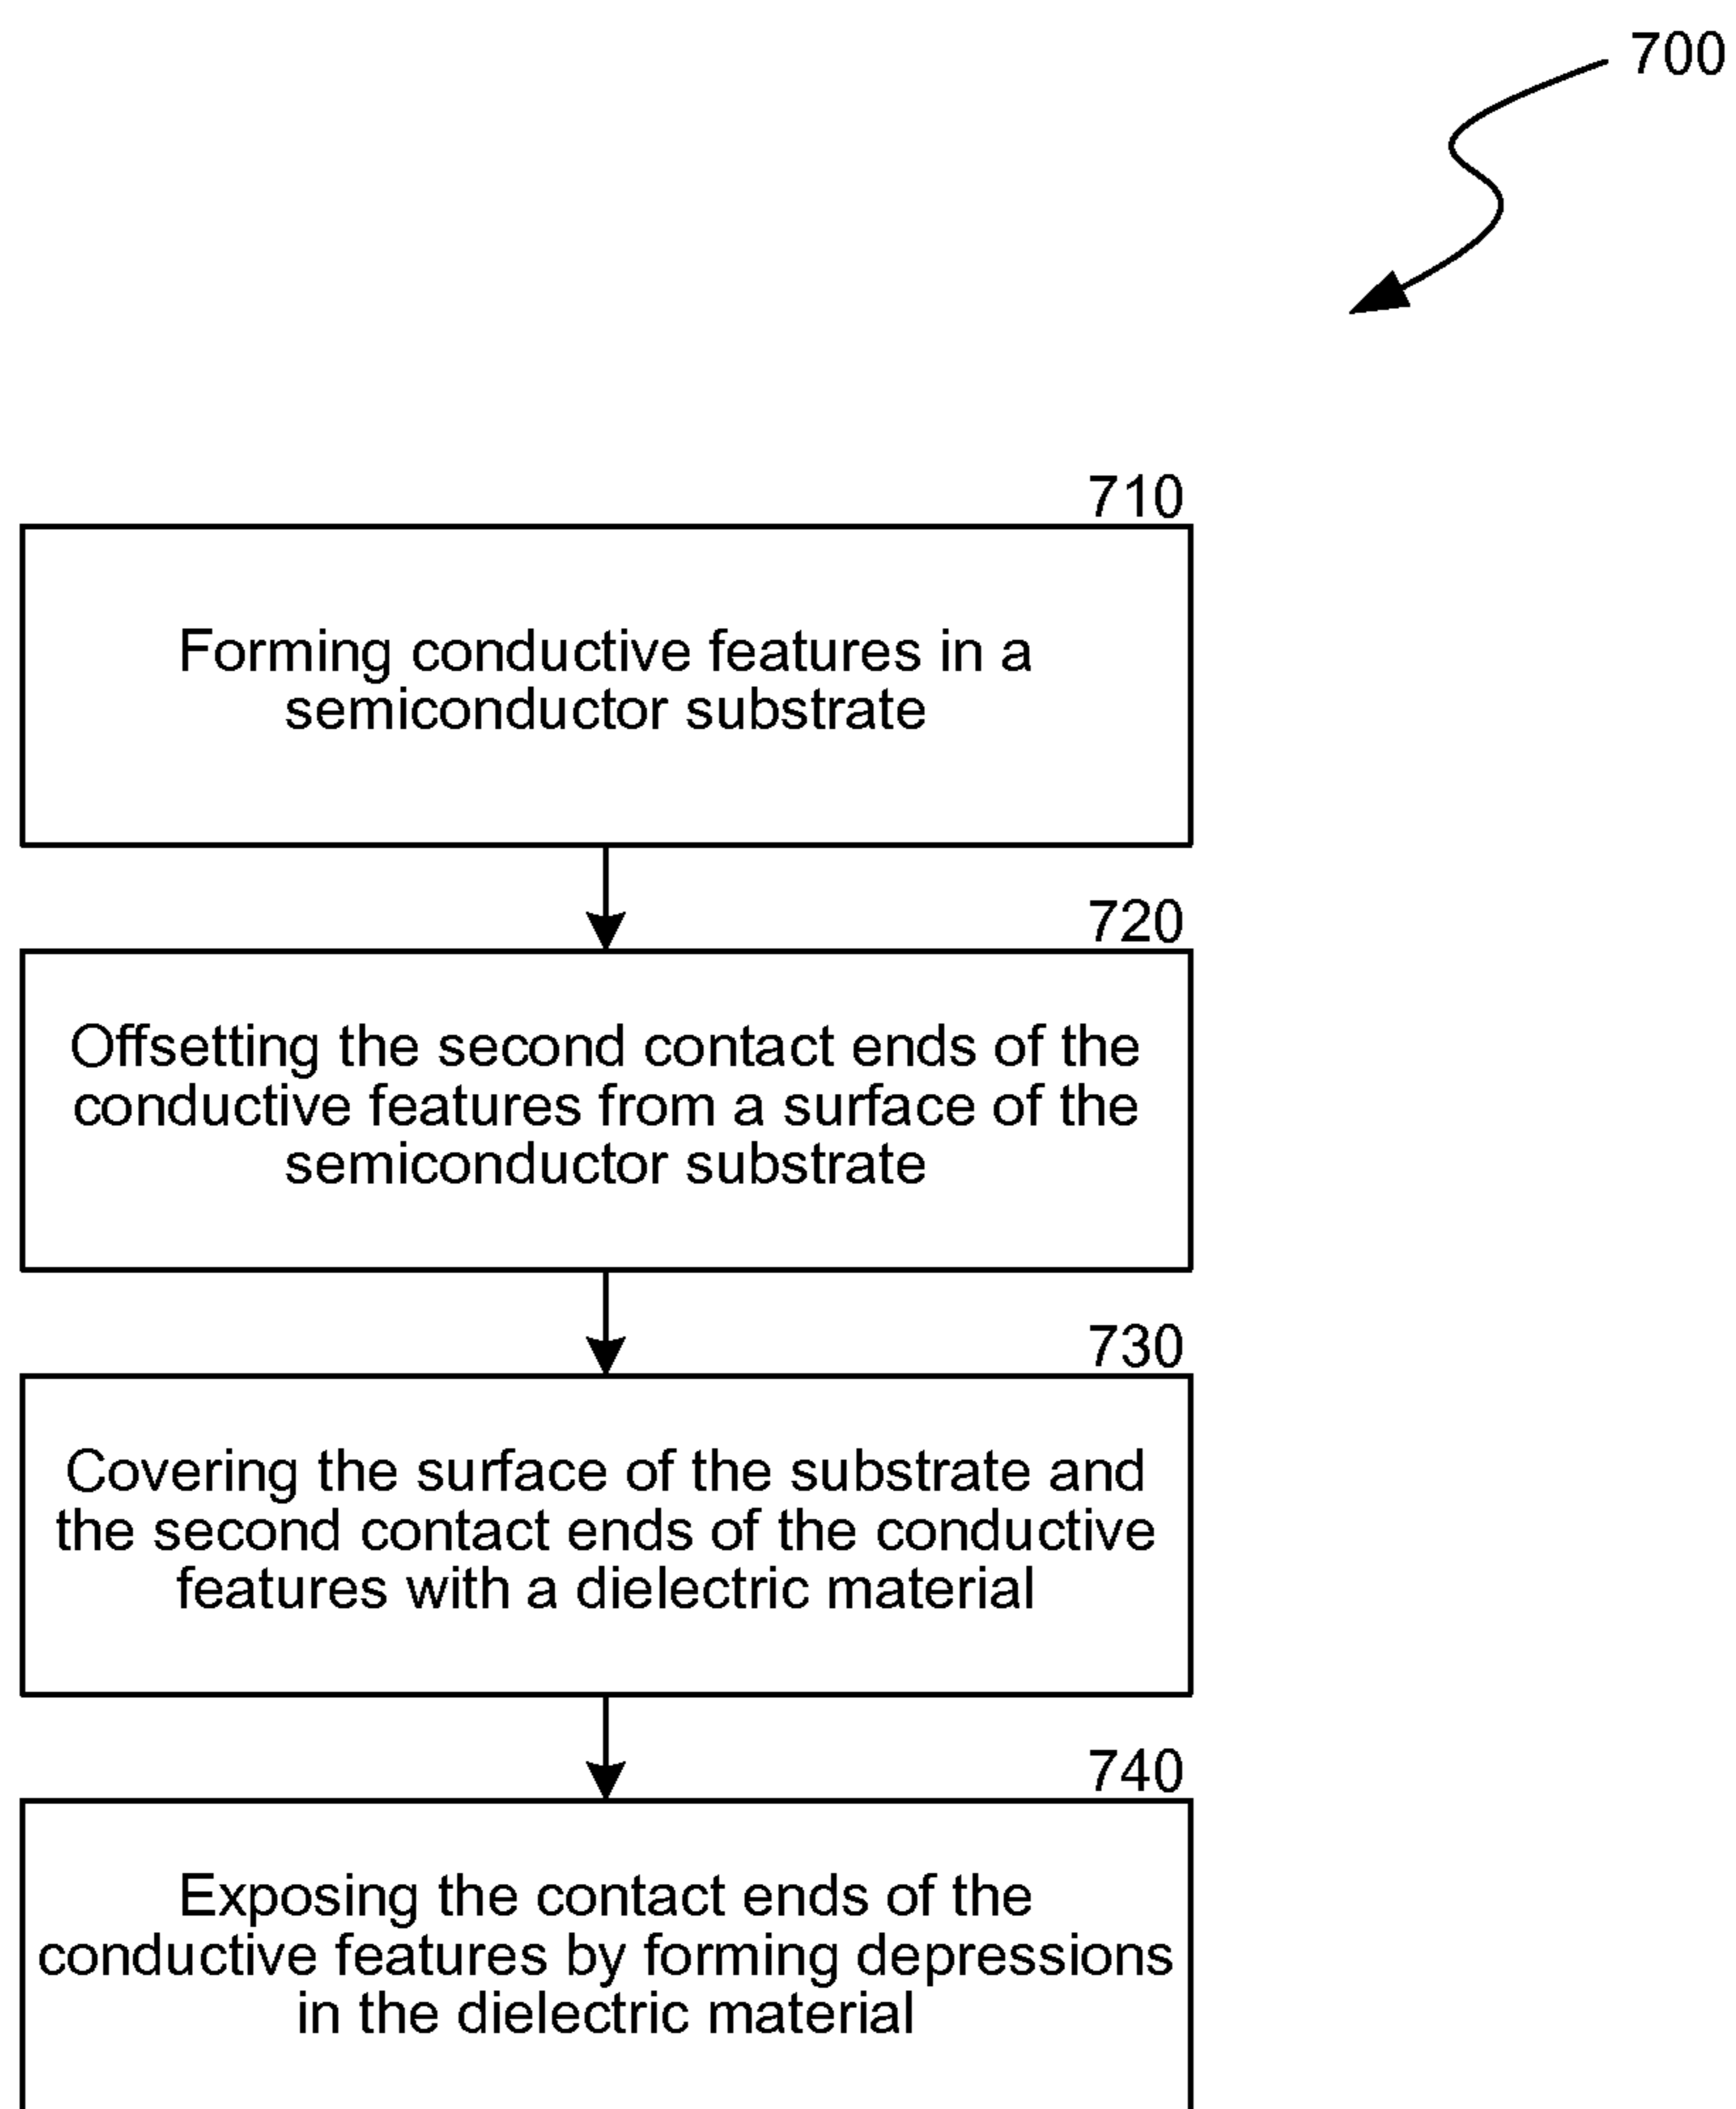 700
710
Forming conductive features in a
semiconductor substrate
720
Offsetting the second contact ends of the
conductive features from a surface of the
semiconductor substrate
730
Covering the surface of the substrate and
the second contact ends of the conductive
features with a dielectric material
740
Exposing the contact ends of the
conductive features by forming depressions
in the dielectric material